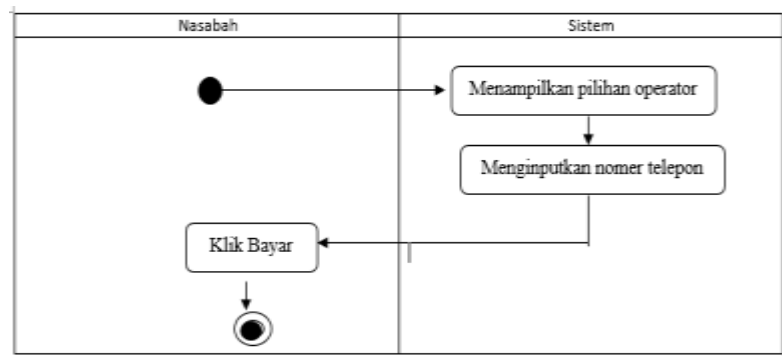 Nasabah
Sistem
Menampilkan pilihan operator
Menginputkan nomer telepon
Klik Bayar